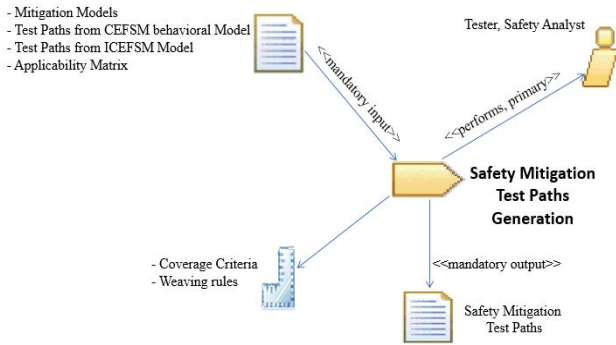 - Mitigation Models
- Test Paths from CEFSM behavioral Model
- Test Paths from ICEFSM Model
- Applicability Matrix
Tester, Safety Analyst
<<mandatory input>>
<<performs, primary>>
Safety Mitigation
Test Paths
Generation
- Coverage Criteria
- Weaving rules
<<mandatory output>>
Safety Mitigation
Test Paths